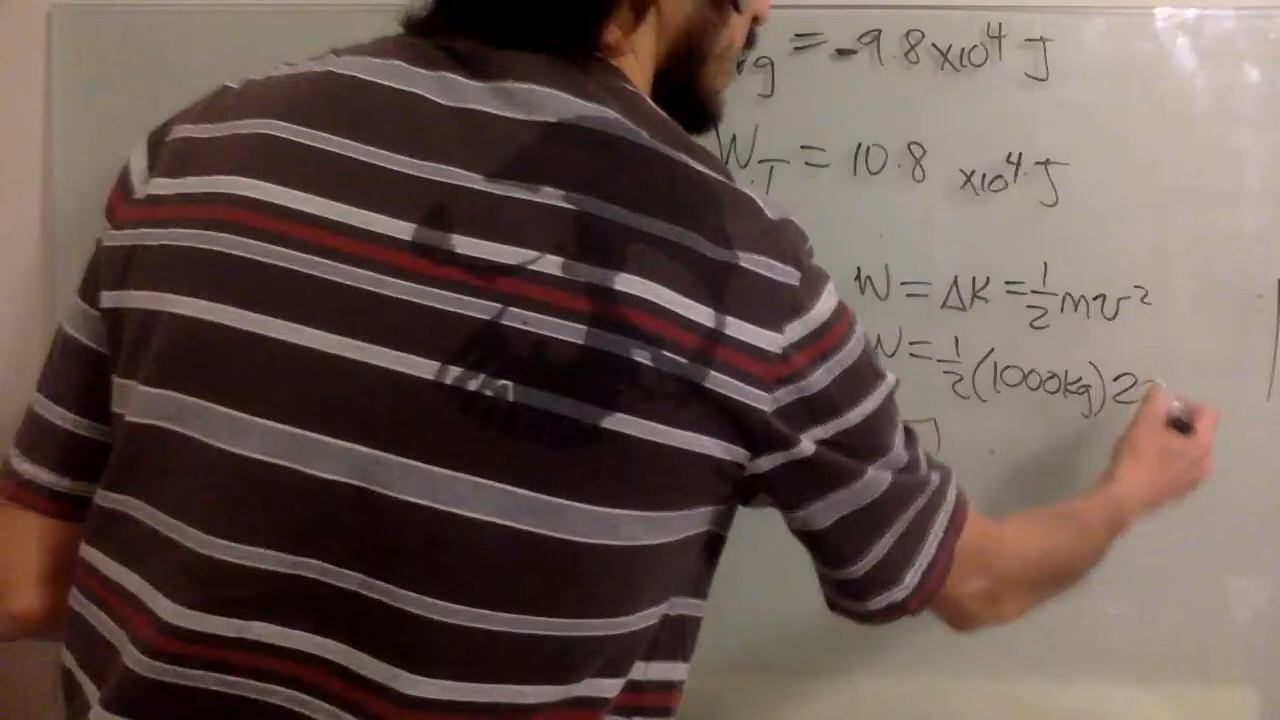 g = -9.8 x10⁴ J
W_T = 10.8 x10⁴ J
W = ΔK = 1/2 mv²
W = 1/2 (1000kg) 2